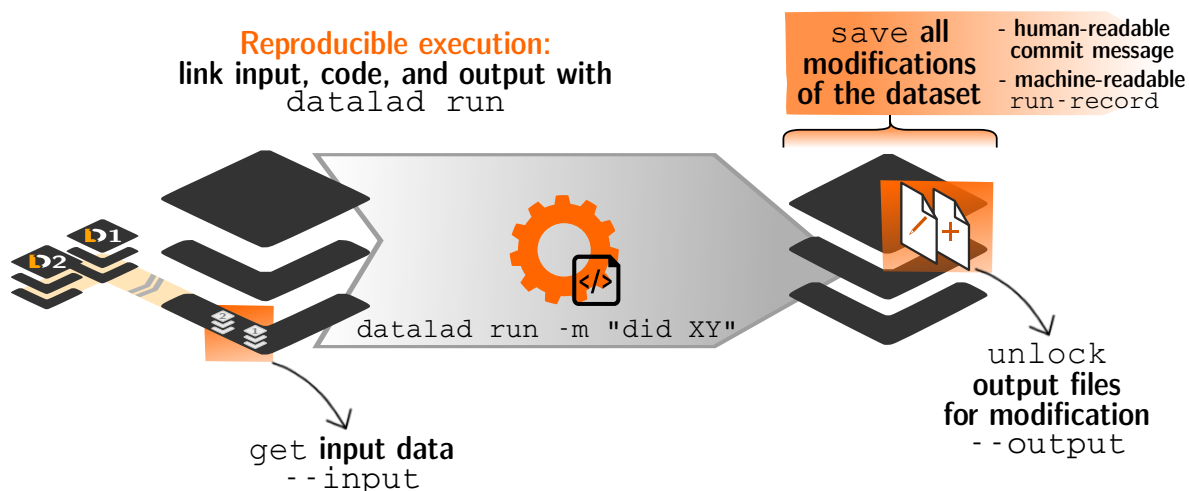 Reproducible execution:
link input, code, and output with
datalad run
save all
modifications
of the dataset
- human-readable
commit message
- machine-readable
run-record
D1
D2
2
1
</>
datalad run -m "did XY"
get input data
--input
unlock
output files
for modification
--output